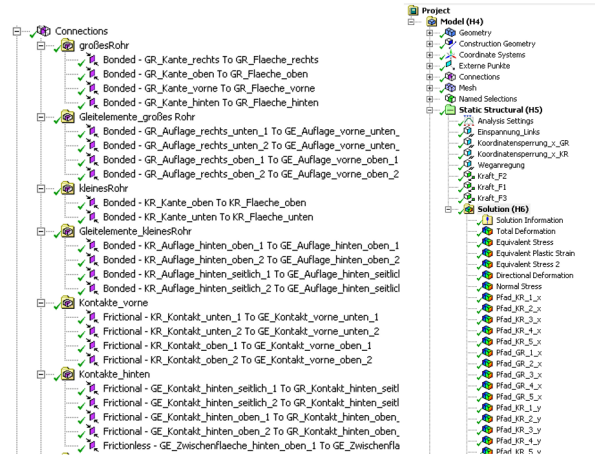 Connections
großesRohr
Bonded - GR_Kante_rechts To GR_Flaeche_rechts
Bonded - GR_Kante_oben To GR_Flaeche_oben
Bonded - GR_Kante_vorne To GR_Flaeche_vorne
Bonded - GR_Kante_hinten To GR_Flaeche_hinten
Gleitelemente_großes Rohr
Bonded - GR_Auflage_rechts_unten_1 To GE_Auflage_vorne_unten_
Bonded - GR_Auflage_rechts_unten_2 To GE_Auflage_vorne_unten_
Bonded - GR_Auflage_rechts_oben_1 To GE_Auflage_vorne_oben_1
Bonded - GR_Auflage_rechts_oben_2 To GE_Auflage_vorne_oben_2
kleinesRohr
Bonded - KR_Kante_oben To KR_Flaeche_oben
Bonded - KR_Kante_unten To KR_Flaeche_unten
Gleitelemente_kleinesRohr
Bonded - KR_Auflage_hinten_oben_1 To GE_Auflage_hinten_oben_1
Bonded - KR_Auflage_hinten_oben_2 To GE_Auflage_hinten_oben_2
Bonded - KR_Auflage_hinten_seitlich_1 To GE_Auflage_hinten_seitlicl
Bonded - KR_Auflage_hinten_seitlich_2 To GE_Auflage_hinten_seitlicl
Kontakte_vorne
Frictional - KR_Kontakt_unten_1 To GE_Kontakt_vorne_unten_1
Frictional - KR_Kontakt_unten_2 To GE_Kontakt_vorne_unten_2
Frictional - KR_Kontakt_oben_1 To GE_Kontakt_vorne_oben_1
Frictional - KR_Kontakt_oben_2 To GE_Kontakt_vorne_oben_2
Kontakte_hinten
Frictional - GE_Kontakt_hinten_seitlich_1 To GR_Kontakt_hinten_seitl
Frictional - GE_Kontakt_hinten_seitlich_2 To GR_Kontakt_hinten_seitl
Frictional - GE_Kontakt_hinten_oben_1 To GR_Kontakt_hinten_oben_
Frictional - GE_Kontakt_hinten_oben_2 To GR_Kontakt_hinten_oben_
Frictionless - GE_Zwischenflaeche_hinten_oben_1 To GE_Zwischenfla
Project
Model (H4)
Geometry
Construction Geometry
Coordinate Systems
Externe Punkte
Connections
Mesh
Named Selections
Static Structural (H5)
Analysis Settings
Einspannung_Links
Koordinatensperrung_x_GR
Koordinatensperrung_x_KR
Weganregung
Kraft_F2
Kraft_F1
Kraft_F3
Solution (H6)
Solution Information
Total Deformation
Equivalent Stress
Equivalent Plastic Strain
Equivalent Stress 2
Directional Deformation
Normal Stress
Pfad_KR_1_x
Pfad_KR_2_x
Pfad_KR_3_x
Pfad_KR_4_x
Pfad_KR_5_x
Pfad_GR_1_x
Pfad_GR_2_x
Pfad_GR_3_x
Pfad_GR_4_x
Pfad_GR_5_x
Pfad_KR_1_y
Pfad_KR_2_y
Pfad_KR_3_y
Pfad_KR_4_y
Pfad_KR_5_y